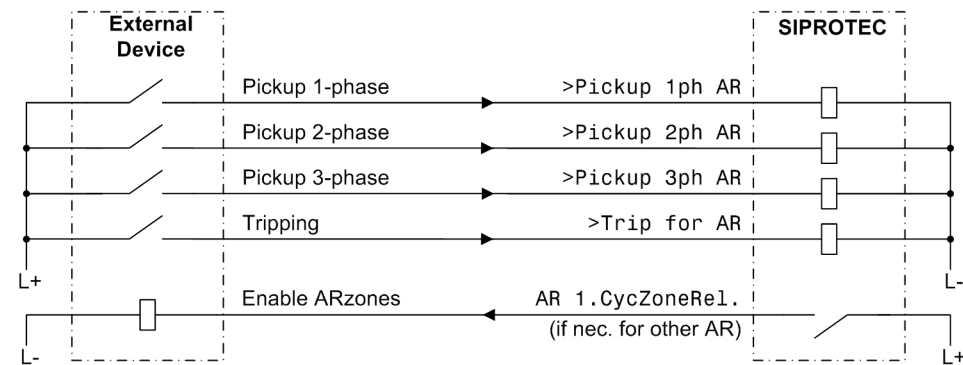 External
Device
SIPROTEC
Pickup 1-phase >Pickup 1ph AR
Pickup 2-phase >Pickup 2ph AR
Pickup 3-phase >Pickup 3ph AR
Tripping >Trip for AR
L+ L-
Enable ARzones AR 1.CycZoneRel.
(if nec. for other AR)
L- L+